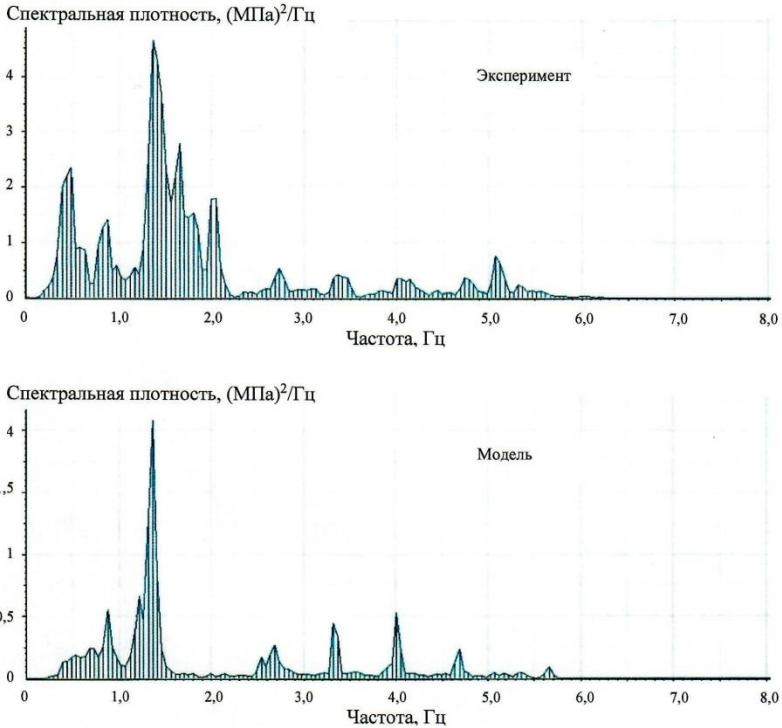 Спектральная плотность, (МПа)²/Гц
Эксперимент
4
3
2
1
0
0 1,0 2,0 3,0 4,0 5,0 6,0 7,0 8,0
Частота, Гц
Спектральная плотность, (МПа)²/Гц
4
Модель
,5
1
0,5
0
0 1,0 2,0 3,0 4,0 5,0 6,0 7,0 8,0
Частота, Гц